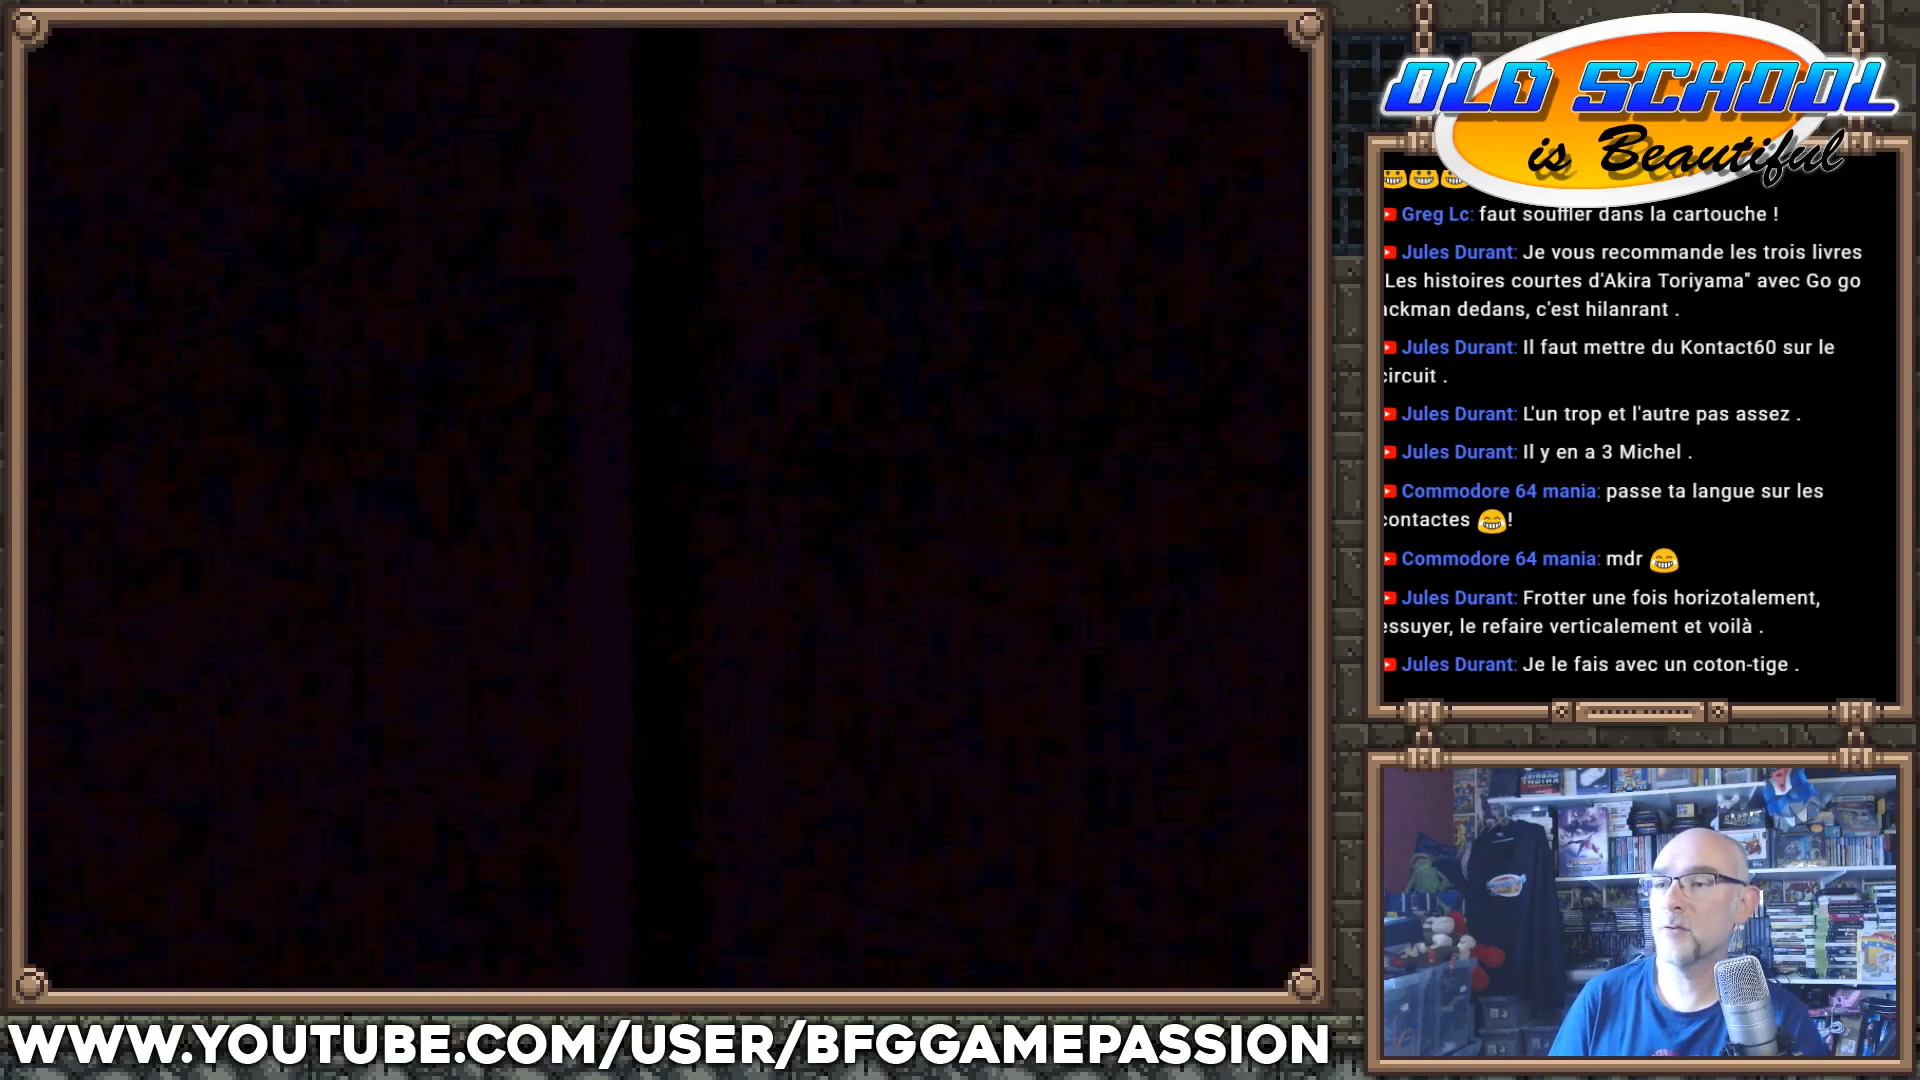 OLD SCHOOL
is Beautiful
Greg Lc: faut souffler dans la cartouche !
Jules Durant: Je vous recommande les trois livres
Les histoires courtes d'Akira Toriyama" avec Go go
ackman dedans, c'est hilanrant .
Jules Durant: Il faut mettre du Kontact60 sur le
circuit .
Jules Durant: L'un trop et l'autre pas assez .
Jules Durant: Il y en a 3 Michel .
Commodore 64 mania: passe ta langue sur les
contactes 😂!
Commodore 64 mania: mdr 😂
Jules Durant: Frotter une fois horizotalement,
essuyer, le refaire verticalement et voilà .
Jules Durant: Je le fais avec un coton-tige .
WWW.YOUTUBE.COM/USER/BFGGAMEPASSION